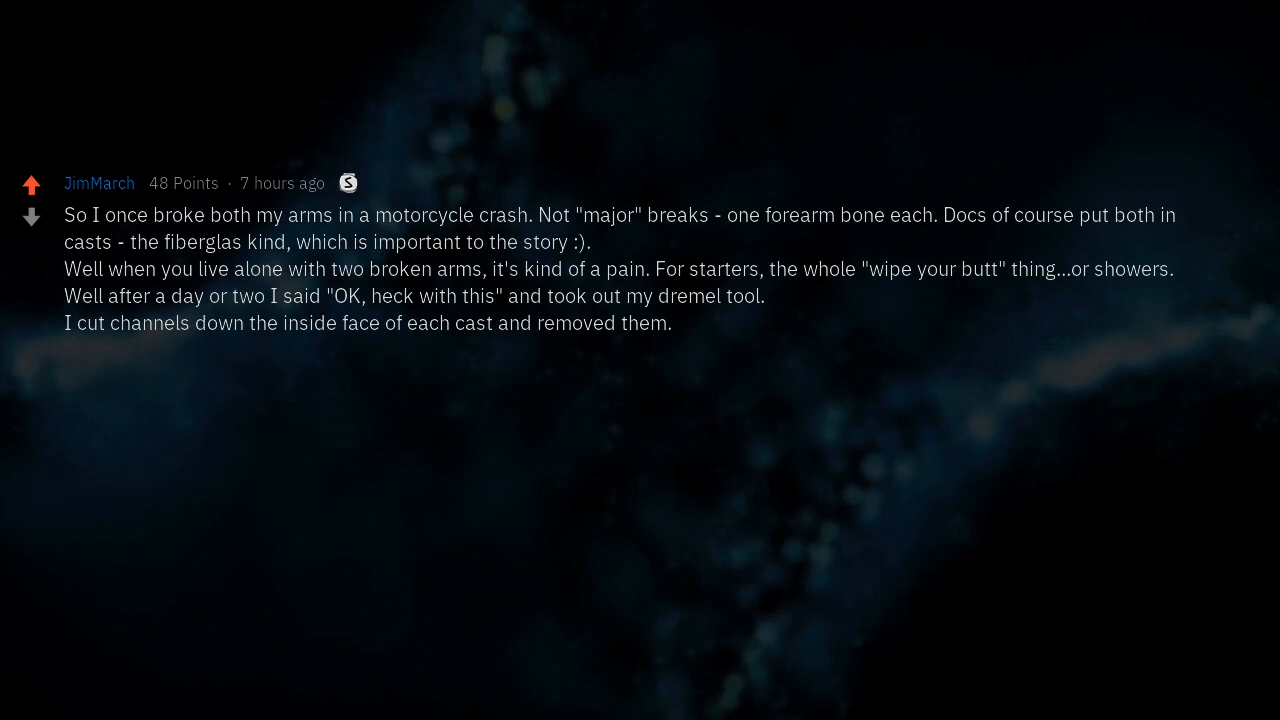 JimMarch 48 Points · 7 hours ago S
So I once broke both my arms in a motorcycle crash. Not "major" breaks - one forearm bone each. Docs of course put both in
casts - the fiberglas kind, which is important to the story :).
Well when you live alone with two broken arms, it's kind of a pain. For starters, the whole "wipe your butt" thing...or showers.
Well after a day or two I said "OK, heck with this" and took out my dremel tool.
I cut channels down the inside face of each cast and removed them.